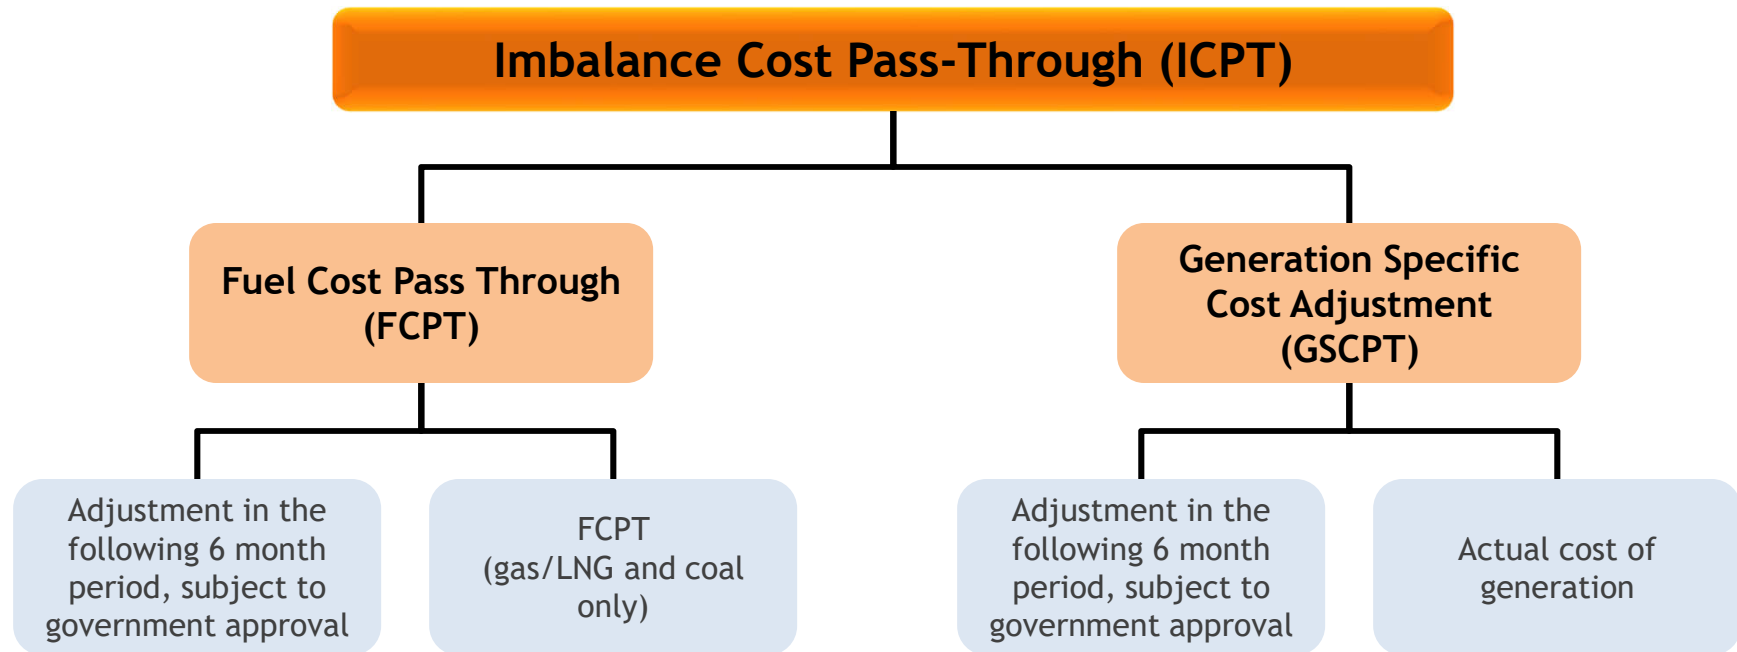 Imbalance Cost Pass-Through (ICPT)
Fuel Cost Pass Through
(FCPT)
Generation Specific
Cost Adjustment
(GSCPT)
Adjustment in the
following 6 month
period, subject to
government approval
FCPT
(gas/LNG and coal
only)
Adjustment in the
following 6 month
period, subject to
government approval
Actual cost of
generation